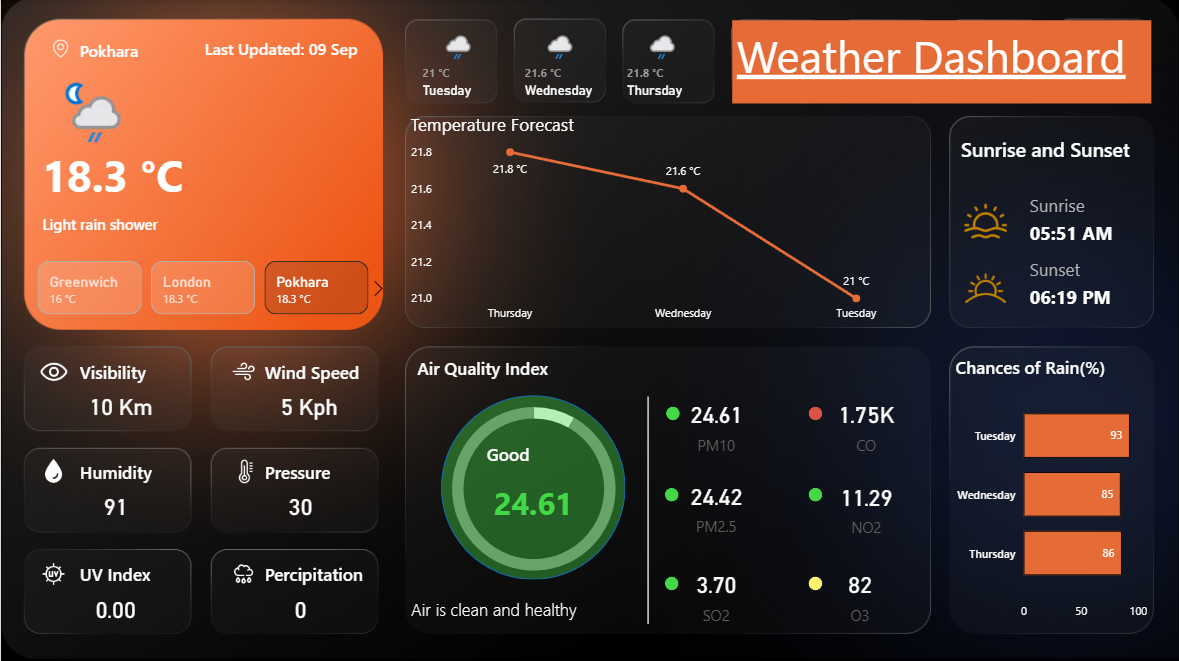 Pokhara
Last Updated: 09 Sep
18.3 °C
Light rain shower
Greenwich
16 °C
London
18.3 °C
Pokhara
18.3 °C
21 °C
Tuesday
21.6 °C
Wednesday
21.8 °C
Thursday
Weather Dashboard
Temperature Forecast
21.8
21.6
21.4
21.2
21.0
21.8 °C
21.6 °C
21 °C
Thursday
Wednesday
Tuesday
Sunrise and Sunset
Sunrise
05:51 AM
Sunset
06:19 PM
Visibility
10 Km
Wind Speed
5 Kph
Humidity
91
Pressure
30
UV
UV Index
0.00
Percipitation
0
Air Quality Index
Good
24.61
Air is clean and healthy
24.61
PM10
1.75K
CO
24.42
PM2.5
11.29
NO2
3.70
SO2
82
O3
Chances of Rain(%)
Tuesday
93
Wednesday
85
Thursday
86
0
50
100